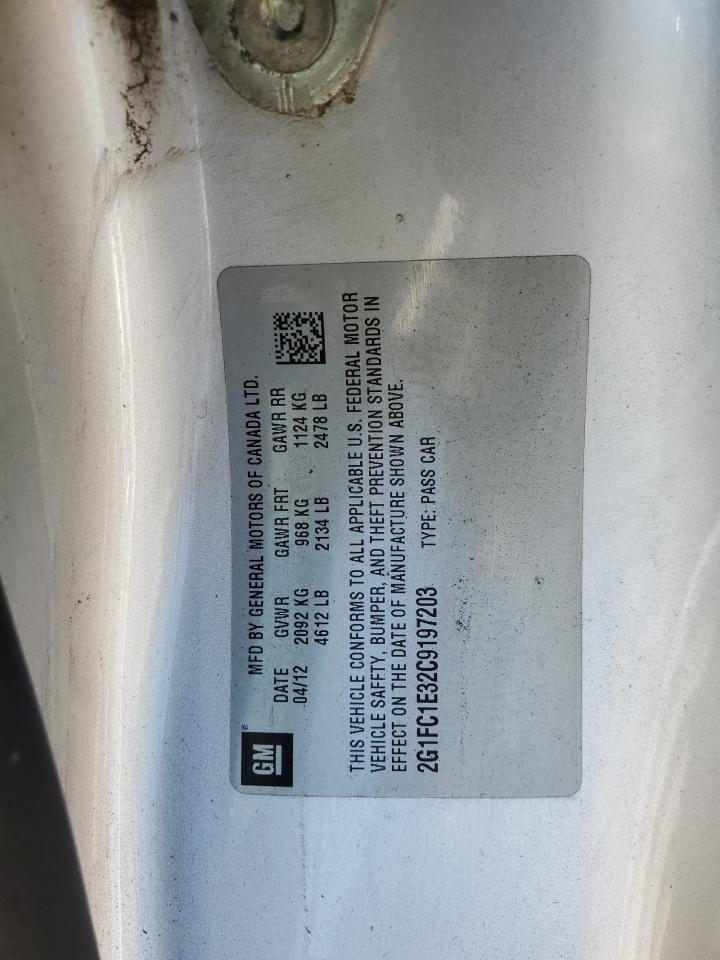 GM
®
MFD BY GENERAL MOTORS OF CANADA LTD.
DATE GVWR GAWR FRT GAWR RR
04/12 2092 KG 968 KG 1124 KG
4612 LB 2134 LB 2478 LB
THIS VEHICLE CONFORMS TO ALL APPLICABLE U.S. FEDERAL MOTOR
VEHICLE SAFETY, BUMPER, AND THEFT PREVENTION STANDARDS IN
EFFECT ON THE DATE OF MANUFACTURE SHOWN ABOVE.
2G1FC1E32C9197203 TYPE: PASS CAR